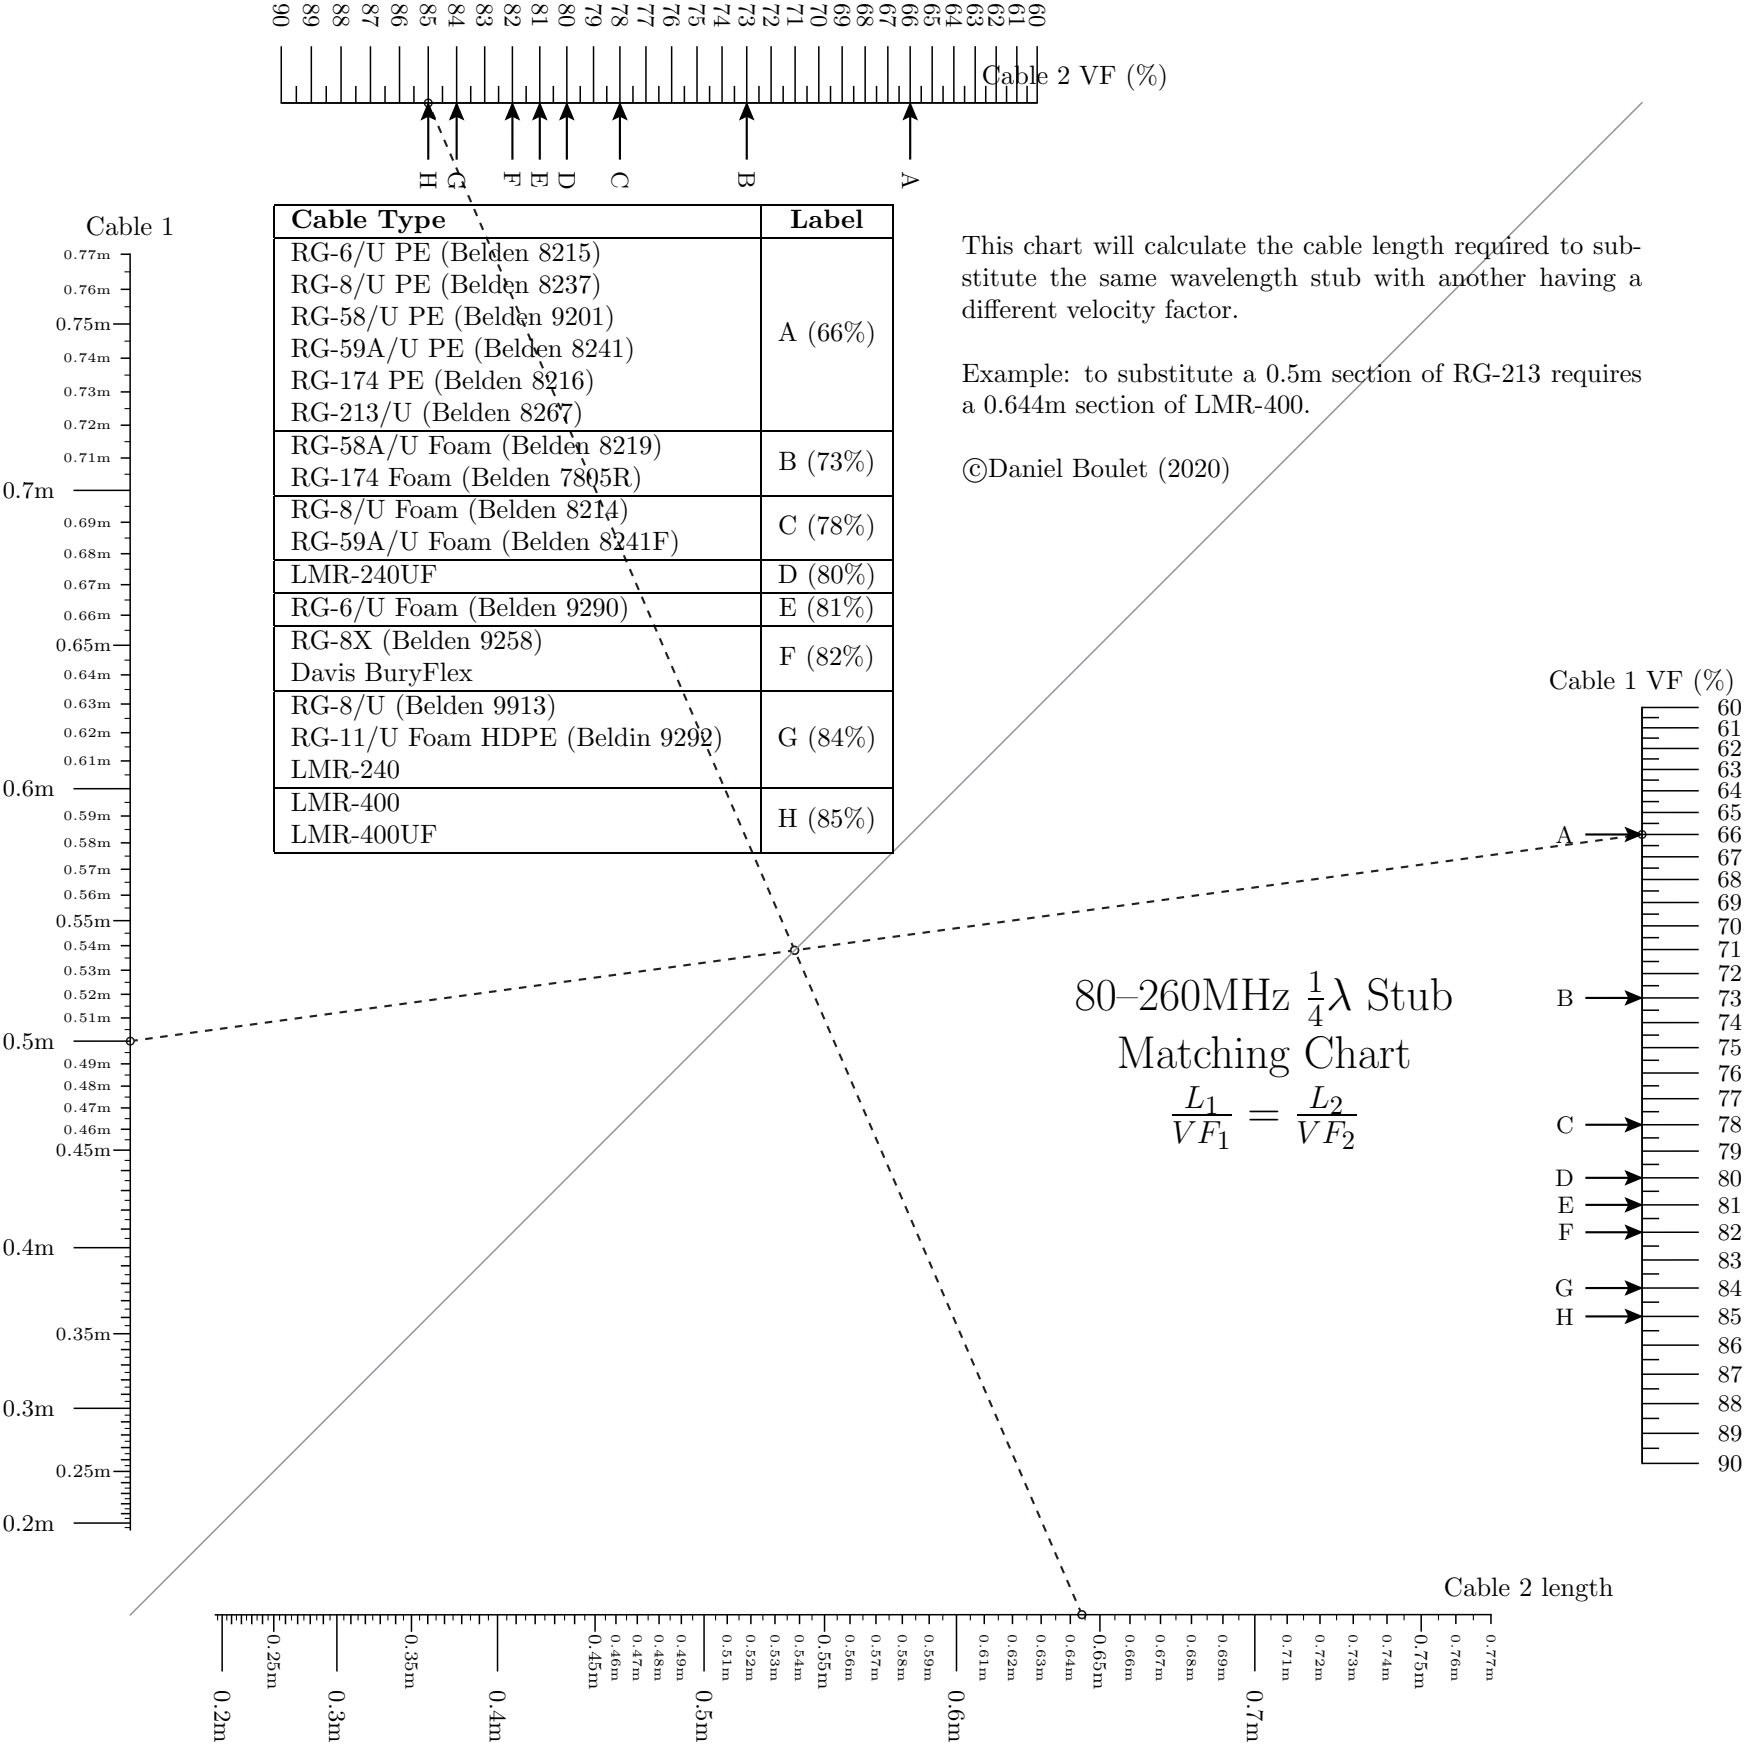 90 89 88 87 86 85 84 83 82 81 80 79 78 77 76 75 74 73 72 71 70 69 68 67 66 65 64 63 62 61 60
Cable 2 VF (%)
H G F E D C B A
Cable 1
0.77m
0.76m
0.75m
0.74m
0.73m
0.72m
0.71m
0.7m
0.69m
0.68m
0.67m
0.66m
0.65m
0.64m
0.63m
0.62m
0.61m
0.6m
0.59m
0.58m
0.57m
0.56m
0.55m
0.54m
0.53m
0.52m
0.51m
0.5m
0.49m
0.48m
0.47m
0.46m
0.45m
0.4m
0.35m
0.3m
0.25m
0.2m
Cable Type Label
RG-6/U PE (Belden 8215)
RG-8/U PE (Belden 8237)
RG-58/U PE (Belden 9201)
A (66%)
RG-59A/U PE (Belden 8241)
RG-174 PE (Belden 8216)
RG-213/U (Belden 8267)
RG-58A/U Foam (Belden 8219)
B (73%)
RG-174 Foam (Belden 7805R)
RG-8/U Foam (Belden 8214)
C (78%)
RG-59A/U Foam (Belden 8241F)
LMR-240UF D (80%)
RG-6/U Foam (Belden 9290) E (81%)
RG-8X (Belden 9258)
F (82%)
Davis BuryFlex
RG-8/U (Belden 9913)
RG-11/U Foam HDPE (Beldin 9292) G (84%)
LMR-240
LMR-400
H (85%)
LMR-400UF
This chart will calculate the cable length required to sub-
stitute the same wavelength stub with another having a
different velocity factor.
Example: to substitute a 0.5m section of RG-213 requires
a 0.644m section of LMR-400.
©Daniel Boulet (2020)
80–260MHz 1/4 λ Stub
Matching Chart
L1/VF1 = L2/VF2
Cable 1 VF (%)
60
61
62
63
64
65
A 66
67
68
69
70
71
72
B 73
74
75
76
77
C 78
79
D 80
E 81
F 82
83
G 84
H 85
86
87
88
89
90
Cable 2 length
0.2m 0.25m 0.3m 0.35m 0.4m 0.45m 0.46m 0.47m 0.48m 0.49m 0.5m 0.51m 0.52m 0.53m 0.54m 0.55m 0.56m 0.57m 0.58m 0.59m 0.6m 0.61m 0.62m 0.63m 0.64m 0.65m 0.66m 0.67m 0.68m 0.69m 0.7m 0.71m 0.72m 0.73m 0.74m 0.75m 0.76m 0.77m